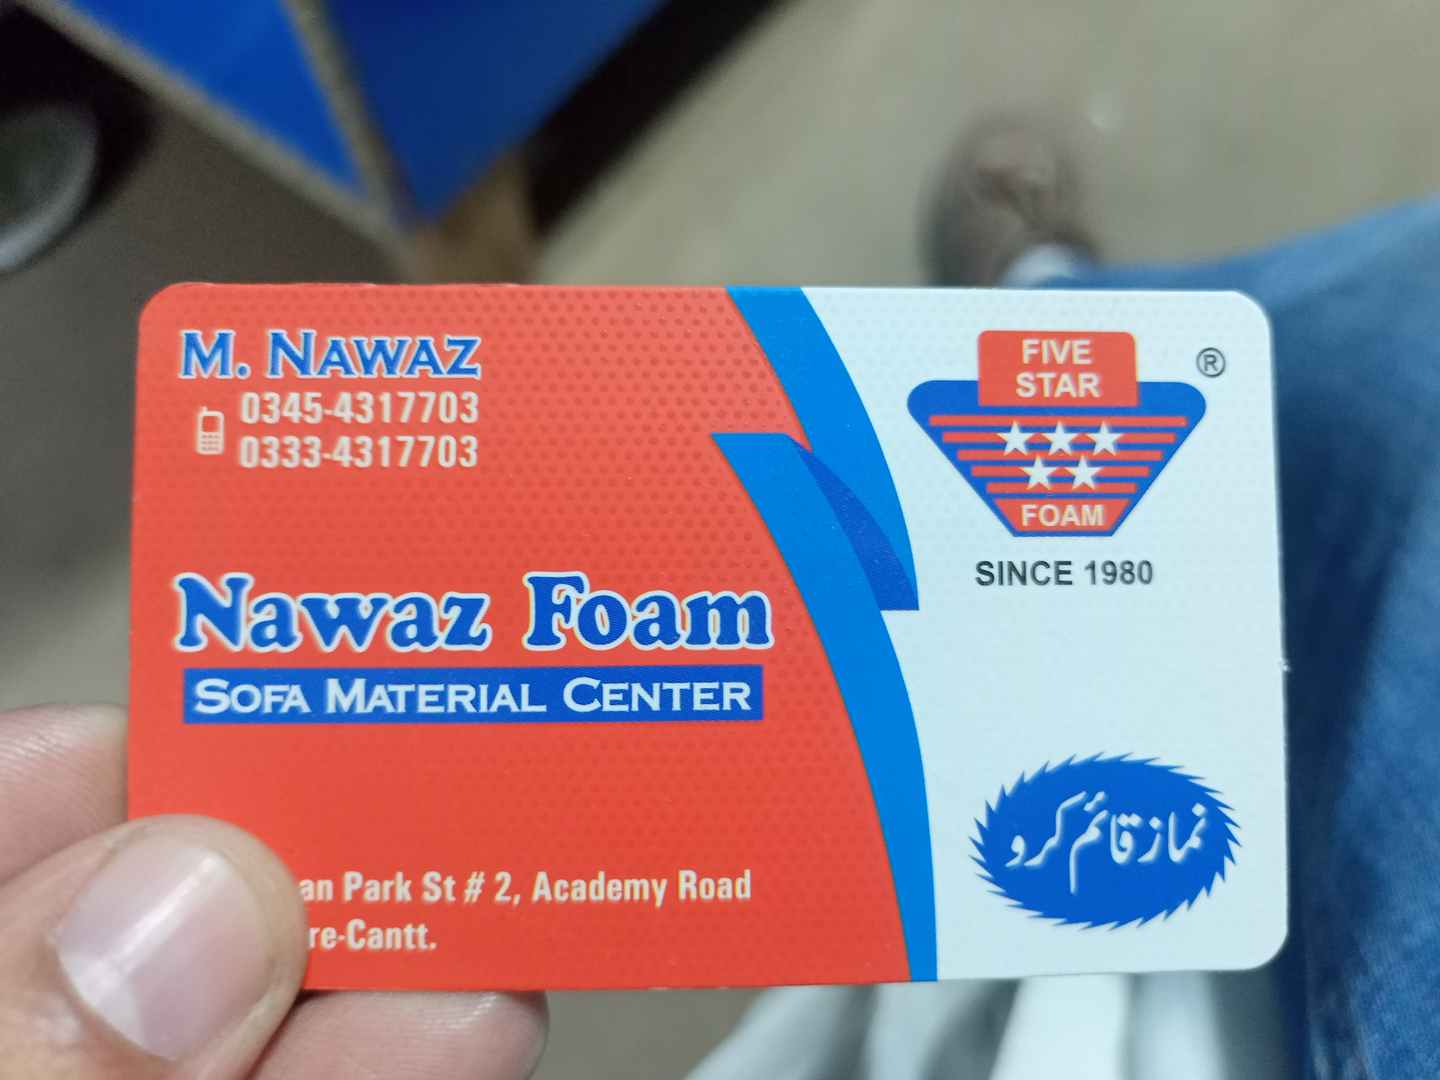 M. NAWAZ
0345-4317703
0333-4317703
Nawaz Foam
SOFA MATERIAL CENTER
Park St # 2, Academy Road
Cantt.
FIVE
STAR
®
FOAM
SINCE 1980
نماز قائم کرو